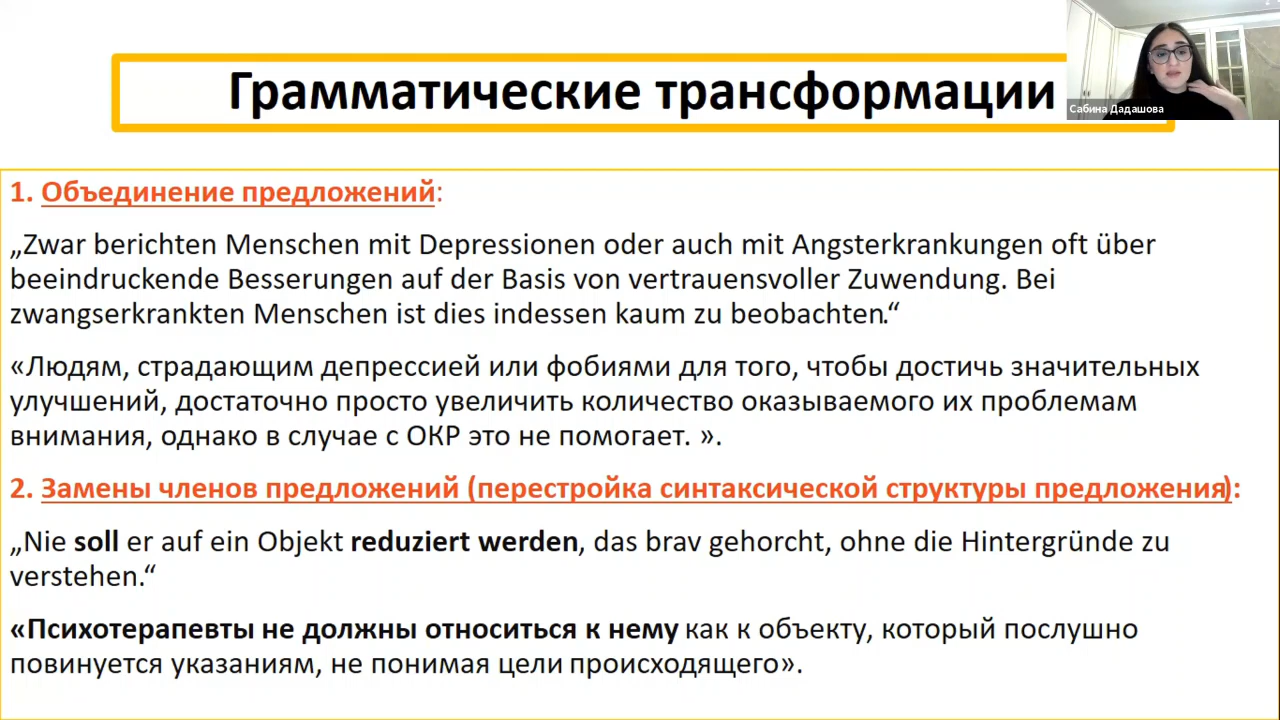 Грамматические трансформации
Сабина Дадашова
1. Объединение предложений:
„Zwar berichten Menschen mit Depressionen oder auch mit Angsterkrankungen oft über
beeindruckende Besserungen auf der Basis von vertrauensvoller Zuwendung. Bei
zwangserkrankten Menschen ist dies indessen kaum zu beobachten.“
«Людям, страдающим депрессией или фобиями для того, чтобы достичь значительных
улучшений, достаточно просто увеличить количество оказываемого их проблемам
внимания, однако в случае с ОКР это не помогает. ».
2. Замены членов предложений (перестройка синтаксической структуры предложения):
„Nie soll er auf ein Objekt reduziert werden, das brav gehorcht, ohne die Hintergründe zu
verstehen.“
«Психотерапевты не должны относиться к нему как к объекту, который послушно
повинуется указаниям, не понимая цели происходящего».